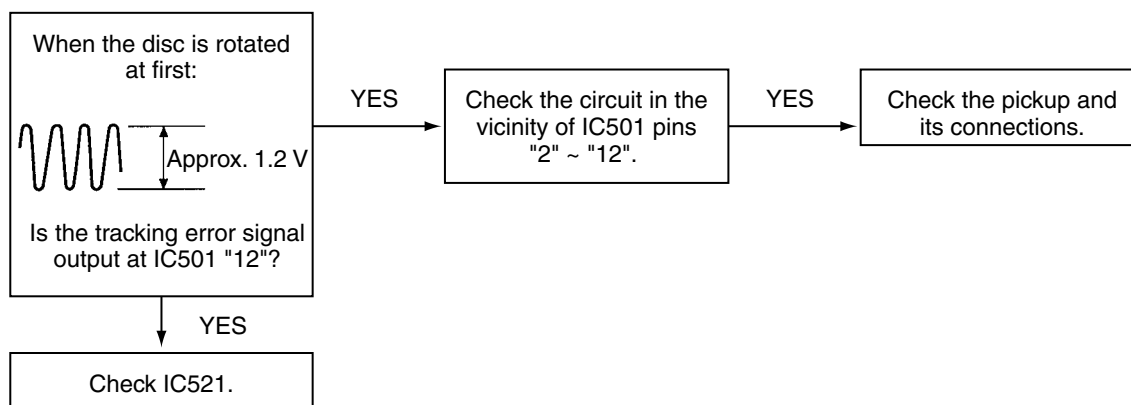 When the disc is rotated
at first:
Approx. 1.2 V
Is the tracking error signal
output at IC501 "12"?
YES
Check the circuit in the
vicinity of IC501 pins
"2" ~ "12".
YES
Check the pickup and
its connections.
YES
Check IC521.